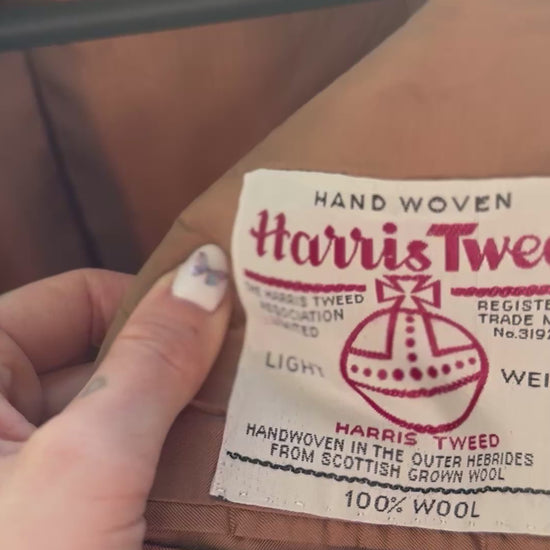 HAND WOVEN
Harris Twee
THE HARRIS TWEED
ASSOCIATION
LIMITED
REGISTE
TRADE M
No.319
LIGHT
WEI
HARRIS TWEED
HANDWOVEN IN THE OUTER HEBRIDES
FROM SCOTTISH GROWN WOOL
100% WOOL